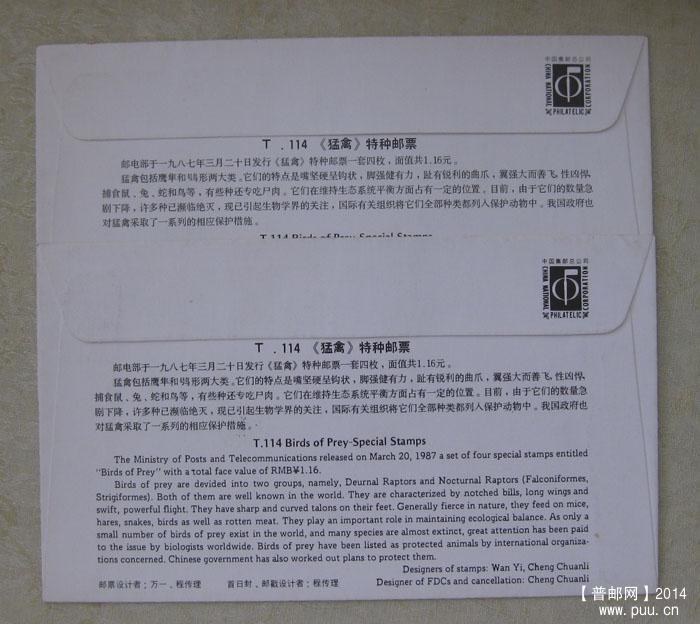 中国集邮总公司
CHINA NATIONAL
PHILATELIC
CORPORATION
T．114 《猛禽》特种邮票
邮电部于一九八七年三月二十日发行《猛禽》特种邮票一套四枚，面值共1.16元。
猛禽包括鹰隼和鸮形两大类。它们的特点是嘴坚硬呈钩状，脚强健有力，趾有锐利的曲爪，翼强大而善飞，性凶悍，
捕食鼠、兔、蛇和鸟等，有些种还专吃尸肉。它们在维持生态系统平衡方面占有一定的位置。目前，由于它们的数量急
剧下降，许多种已濒临绝灭，现已引起生物学界的关注，国际有关组织将它们全部种类都列入保护动物中。我国政府也
对猛禽采取了一系列的相应保护措施。
T.114 Birds of Prey-Special Stamps
中国集邮总公司
CHINA NATIONAL
PHILATELIC
CORPORATION
T．114 《猛禽》特种邮票
邮电部于一九八七年三月二十日发行《猛禽》特种邮票一套四枚，面值共1.16元。
猛禽包括鹰隼和鸮形两大类。它们的特点是嘴坚硬呈钩状，脚强健有力，趾有锐利的曲爪，翼强大而善飞，性凶悍，
捕食鼠、兔、蛇和鸟等，有些种还专吃尸肉。它们在维持生态系统平衡方面占有一定的位置。目前，由于它们的数量急
剧下降，许多种已濒临绝灭，现已引起生物学界的关注，国际有关组织将它们全部种类都列入保护动物中。我国政府也
对猛禽采取了一系列的相应保护措施。
T.114 Birds of Prey-Special Stamps
The Ministry of Posts and Telecommunications released on March 20, 1987 a set of four special stamps entitled
"Birds of Prey" with a total face value of RMB¥1.16.
Birds of prey are devided into two groups, namely, Deurnal Raptors and Nocturnal Raptors (Falconiformes,
Strigiformes). Both of them are well known in the world. They are characterized by notched bills, long wings and
swift, powerful flight. They have sharp and curved talons on their feet. Generally fierce in nature, they feed on mice,
hares, snakes, birds as well as rotten meat. They play an important role in maintaining ecological balance. As only a
small number of birds of prey exist in the world, and many species are almost extinct, great attention has been paid
to the issue by biologists worldwide. Birds of prey have been listed as protected animals by international organiza-
tions concerned. Chinese government has also worked out plans to protect them.
Designers of stamps: Wan Yi, Cheng Chuanli
邮票设计者：万一、程传理 首日封、邮戳设计者：程传理 Designer of FDCs and cancellation: Cheng Chuanli
【普邮网】2014
www.puu.cn